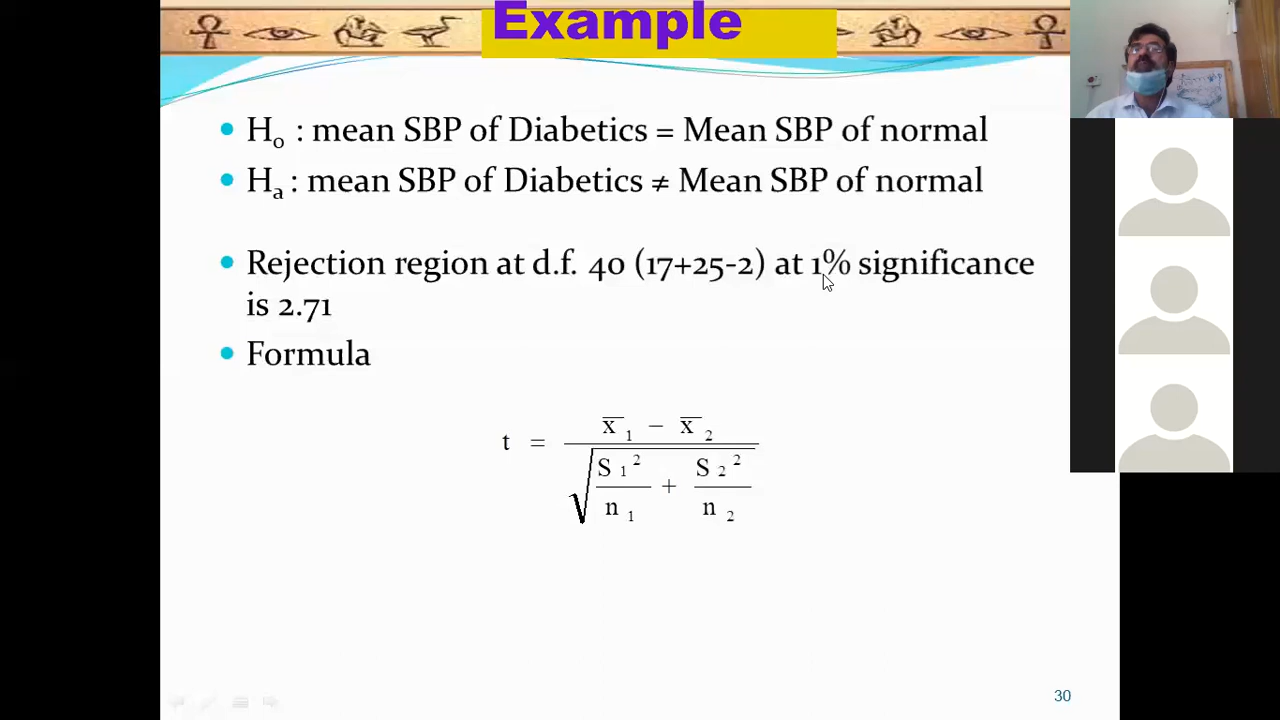 Example
• H₀ : mean SBP of Diabetics = Mean SBP of normal
• Hₐ : mean SBP of Diabetics ≠ Mean SBP of normal
• Rejection region at d.f. 40 (17+25-2) at 1% significance
is 2.71
• Formula
t = (x̅₁ − x̅₂) / √(S₁²/n₁ + S₂²/n₂)
30